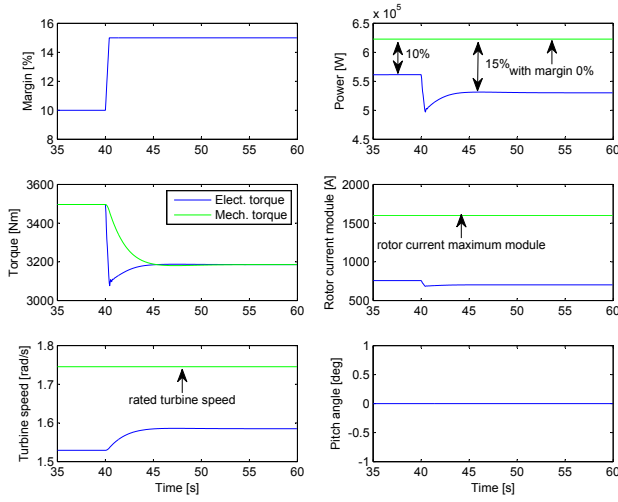 Margin [%]
16
14
12
10
8
35 40 45 50 55 60
x 10^5
Power [W]
6.5
6
5.5
5
4.5
10%
15%
with margin 0%
35 40 45 50 55 60
Torque [Nm]
3600
3400
3200
3000
Elect. torque
Mech. torque
35 40 45 50 55 60
Rotor current module [A]
2000
1500
1000
500
rotor current maximum module
35 40 45 50 55 60
Turbine speed [rad/s]
1.8
1.7
1.6
1.5
rated turbine speed
35 40 45 50 55 60
Time [s]
Pitch angle [deg]
1
0.5
0
-0.5
-1
35 40 45 50 55 60
Time [s]